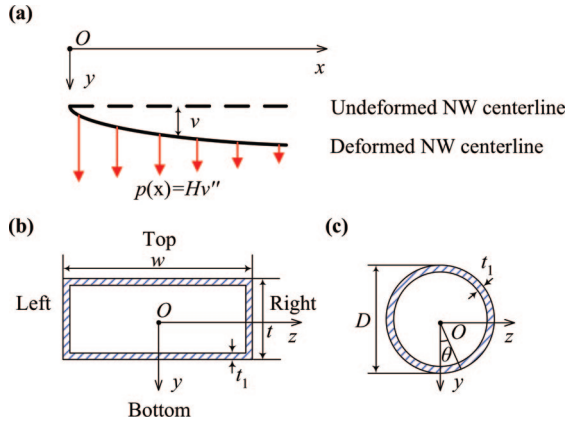 (a)
O
x
y
v
Undeformed NW centerline
Deformed NW centerline
p(x)=Hv″
(b)
Top
w
Left
Right
O
t
z
t₁
y
Bottom
(c)
t₁
D
O
z
θ
y